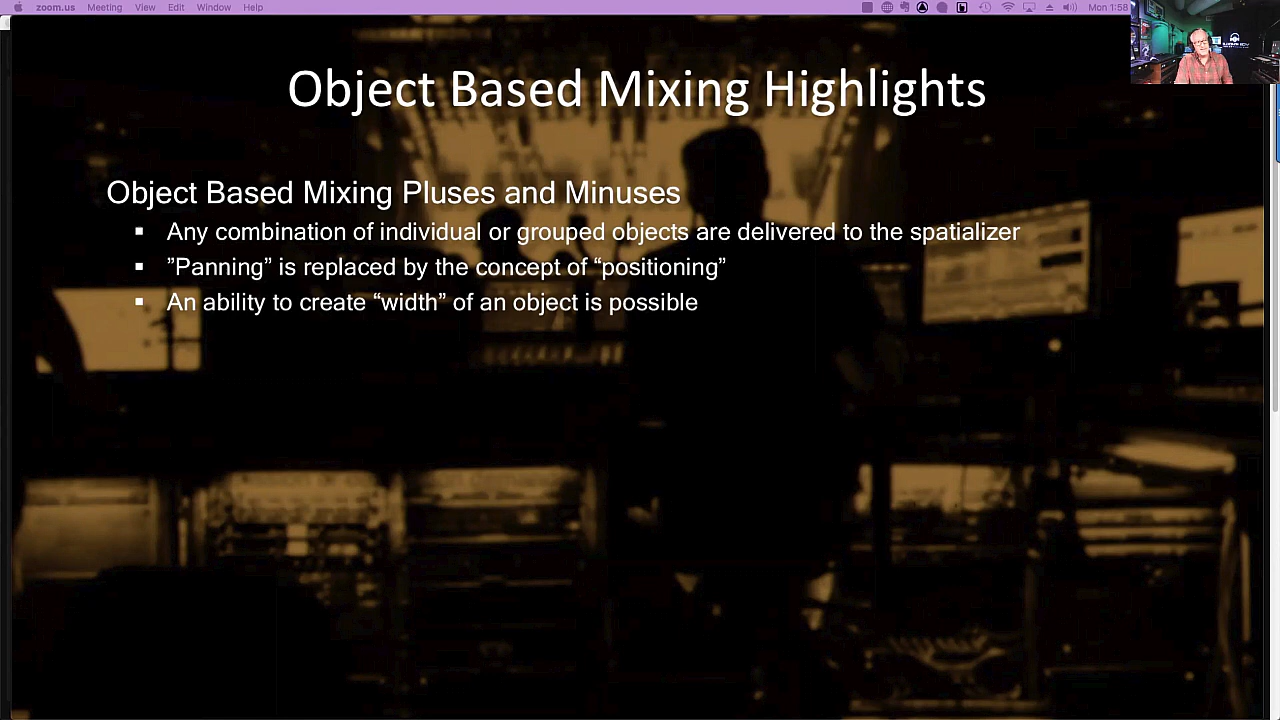 zoom.us Meeting View Edit Window Help Mon 1:58
Object Based Mixing Highlights
Object Based Mixing Pluses and Minuses
▪ Any combination of individual or grouped objects are delivered to the spatializer
▪ ”Panning” is replaced by the concept of “positioning”
▪ An ability to create “width” of an object is possible